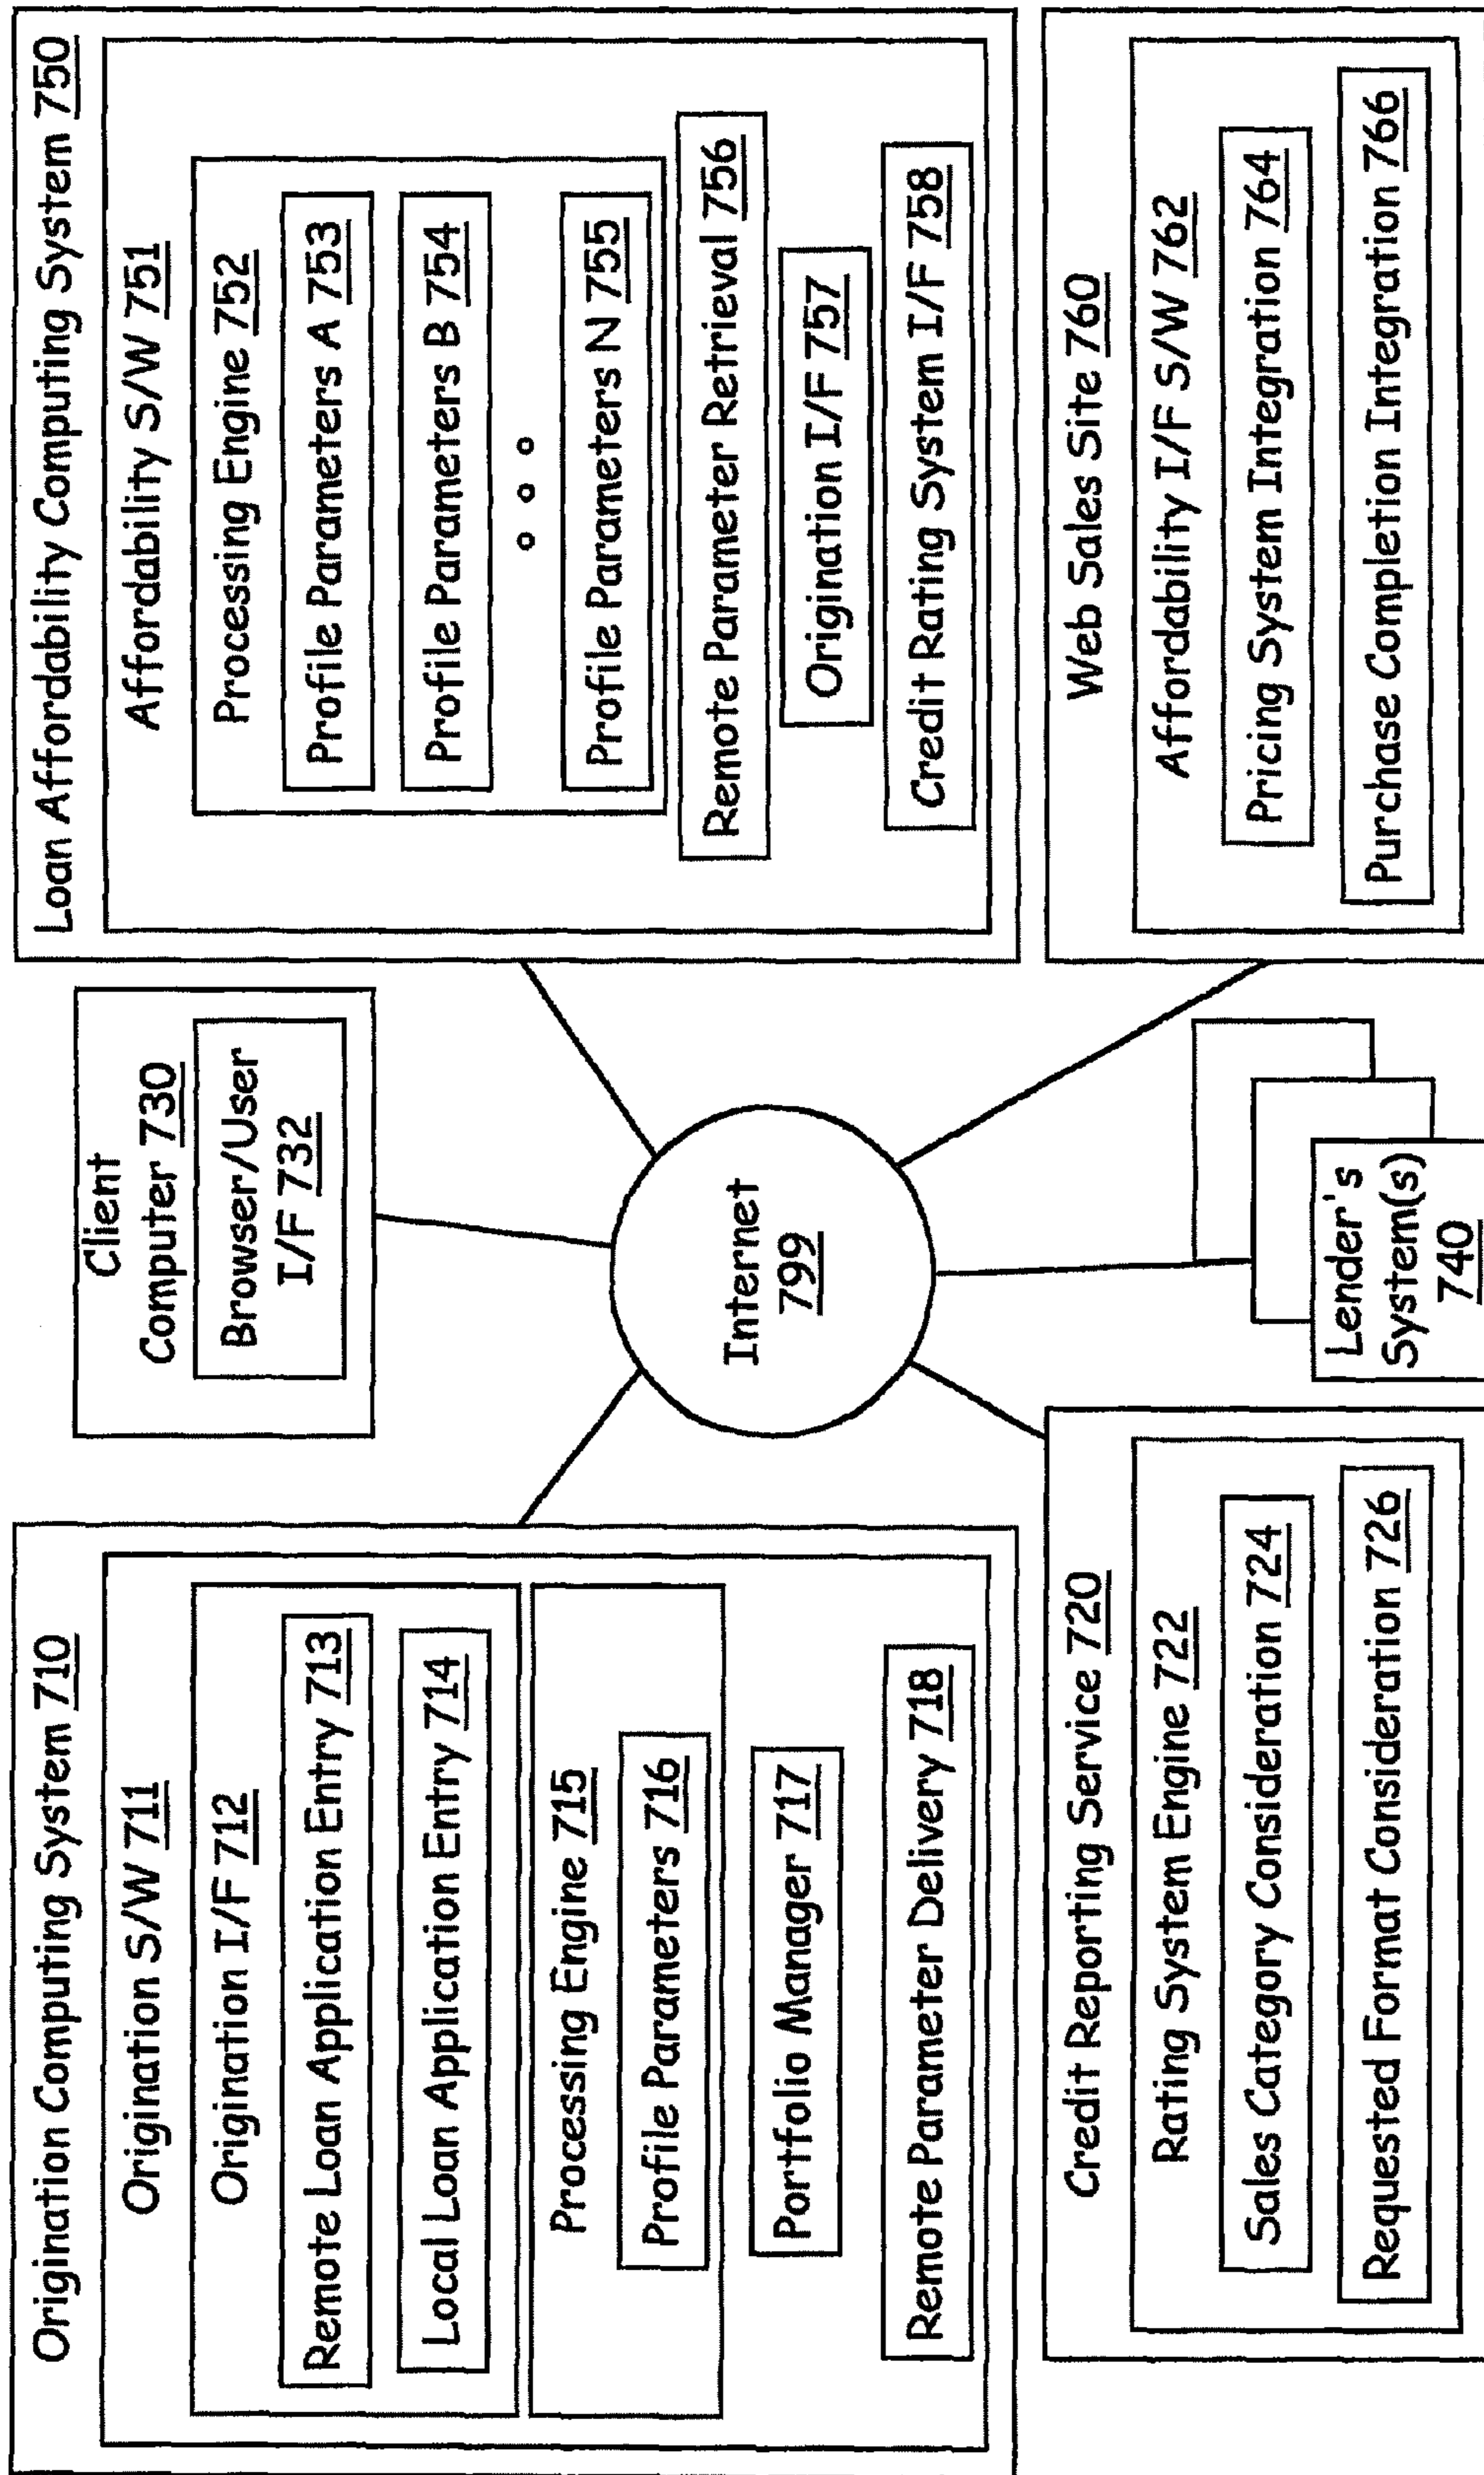 Origination Computing System 710
Origination S/W 711
Origination I/F 712
Remote Loan Application Entry 713
Local Loan Application Entry 714
Processing Engine 715
Profile Parameters 716
Portfolio Manager 717
Remote Parameter Delivery 718
Client
Computer 730
Browser/User
I/F 732
Loan Affordability Computing System 750
Affordability S/W 751
Processing Engine 752
Profile Parameters A 753
Profile Parameters B 754
Profile Parameters N 755
Remote Parameter Retrieval 756
Origination I/F 757
Credit Rating System I/F 758
Internet
799
Credit Reporting Service 720
Rating System Engine 722
Sales Category Consideration 724
Requested Format Consideration 726
Lender's
System(s)
740
Web Sales Site 760
Affordability I/F S/W 762
Pricing System Integration 764
Purchase Completion Integration 766